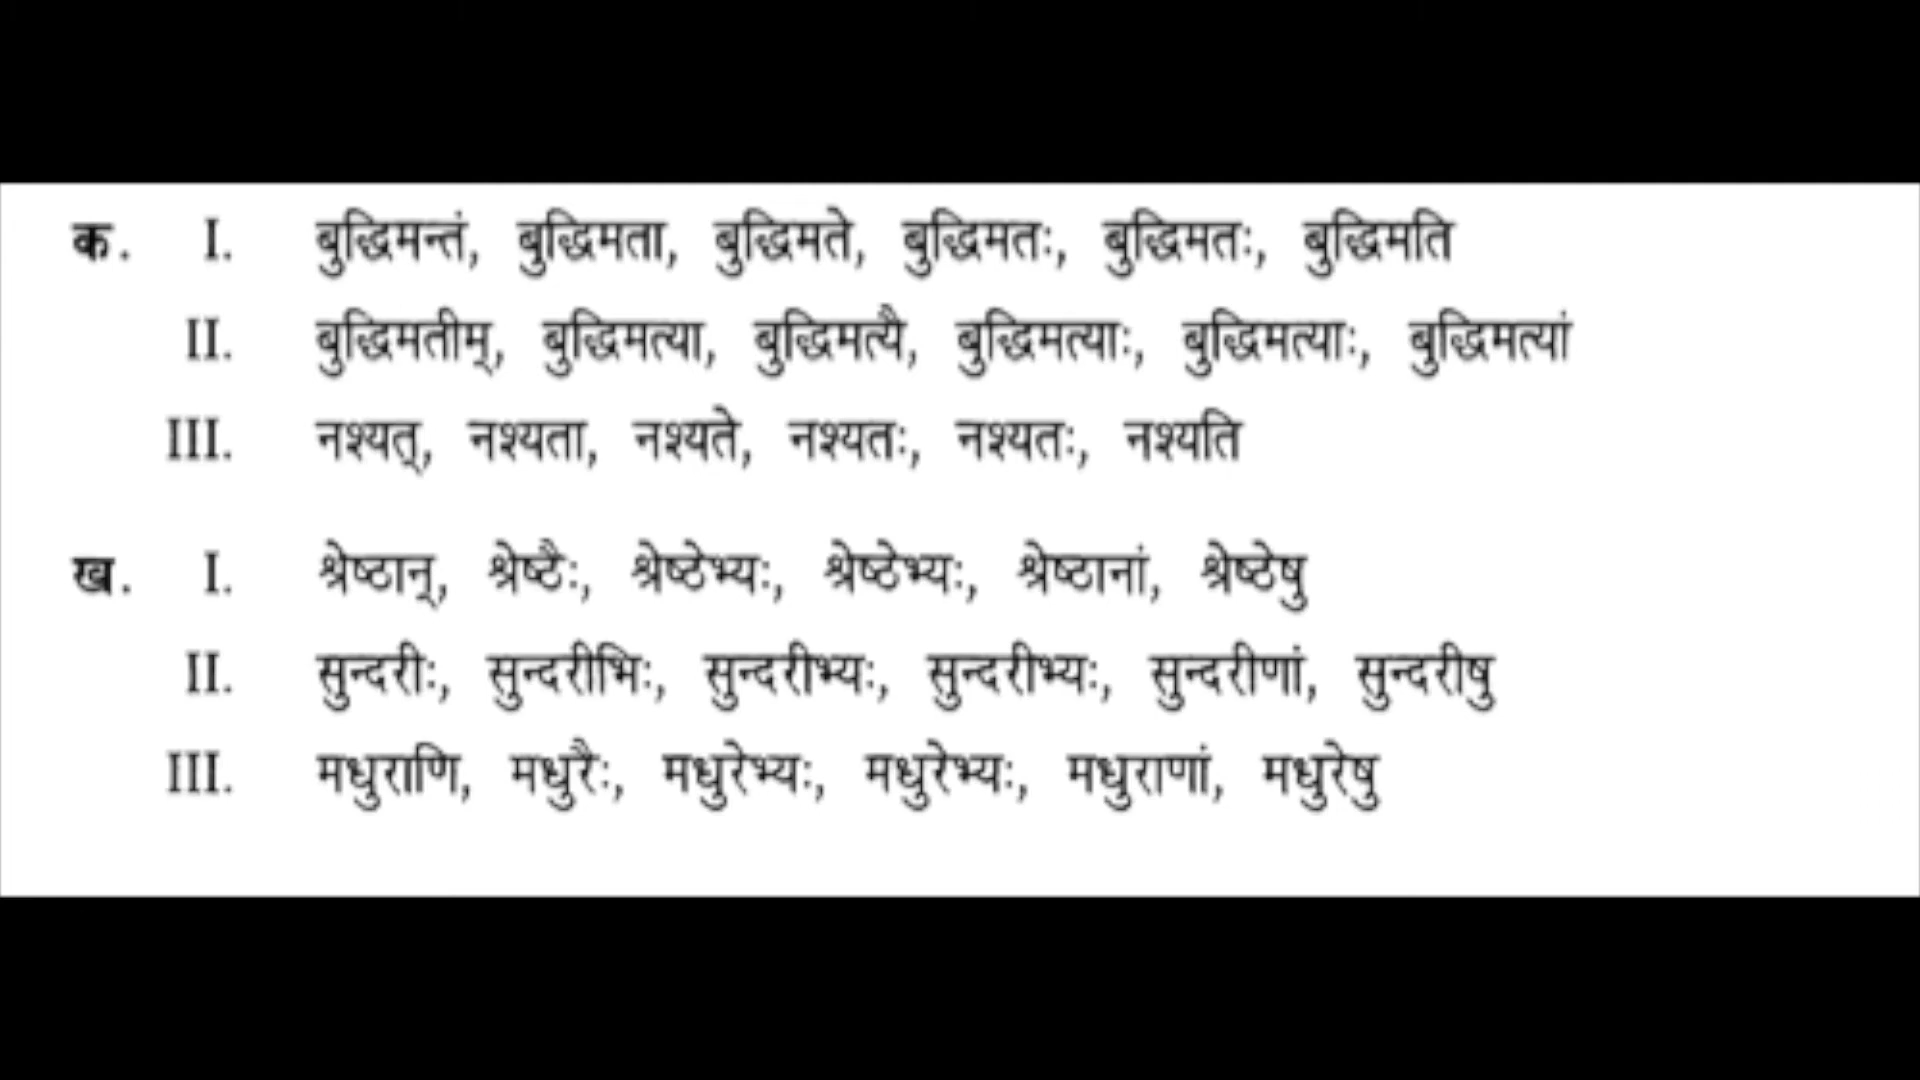 क. I. बुद्धिमन्तं, बुद्धिमता, बुद्धिमते, बुद्धिमतः, बुद्धिमतः, बुद्धिमति
II. बुद्धिमतीम्, बुद्धिमत्या, बुद्धिमत्यै, बुद्धिमत्याः, बुद्धिमत्याः, बुद्धिमत्यां
III. नश्यत्, नश्यता, नश्यते, नश्यतः, नश्यतः, नश्यति
ख. I. श्रेष्ठान्, श्रेष्ठैः, श्रेष्ठेभ्यः, श्रेष्ठेभ्यः, श्रेष्ठानां, श्रेष्ठेषु
II. सुन्दरीः, सुन्दरीभिः, सुन्दरीभ्यः, सुन्दरीभ्यः, सुन्दरीणां, सुन्दरीषु
III. मधुराणि, मधुरैः, मधुरेभ्यः, मधुरेभ्यः, मधुराणां, मधुरेषु